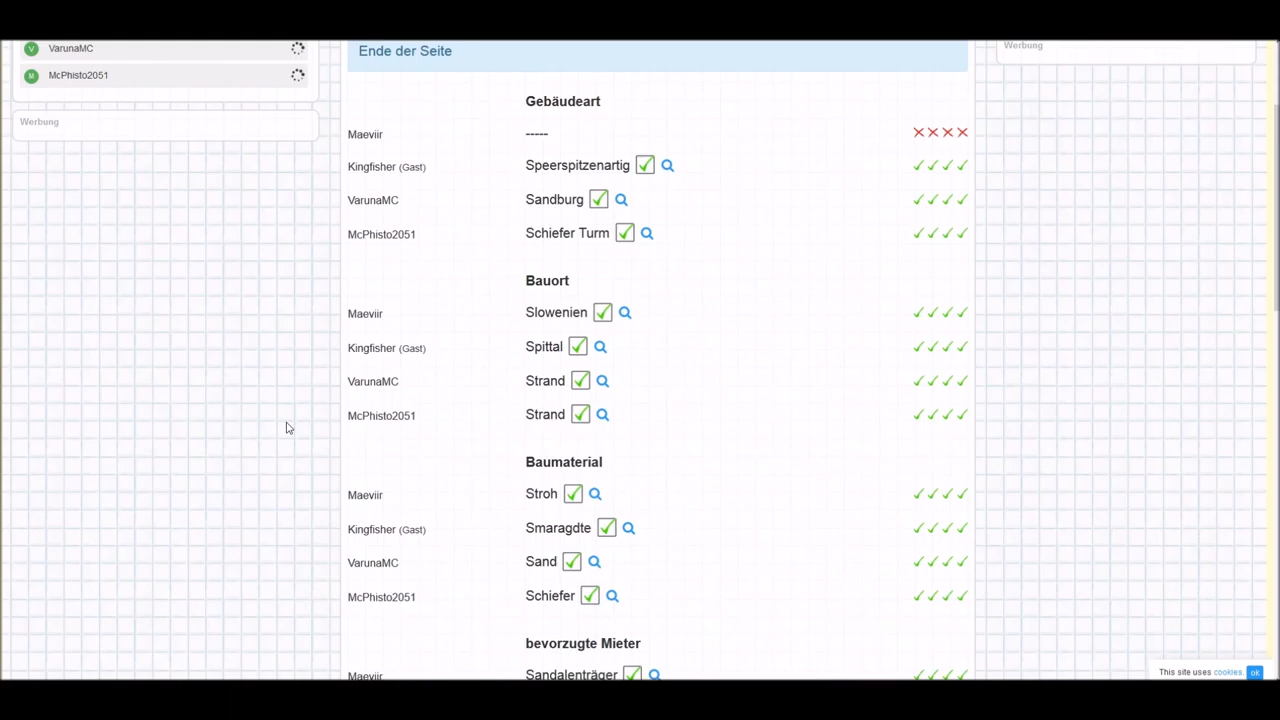 V VarunaMC
M McPhisto2051
Werbung
Ende der Seite
Werbung
Gebäudeart
Maeviir -----
Kingfisher (Gast) Speerspitzenartig
VarunaMC Sandburg
McPhisto2051 Schiefer Turm
Bauort
Maeviir Slowenien
Kingfisher (Gast) Spittal
VarunaMC Strand
McPhisto2051 Strand
Baumaterial
Maeviir Stroh
Kingfisher (Gast) Smaragdte
VarunaMC Sand
McPhisto2051 Schiefer
bevorzugte Mieter
Maeviir Sandalenträger
This site uses cookies. ok